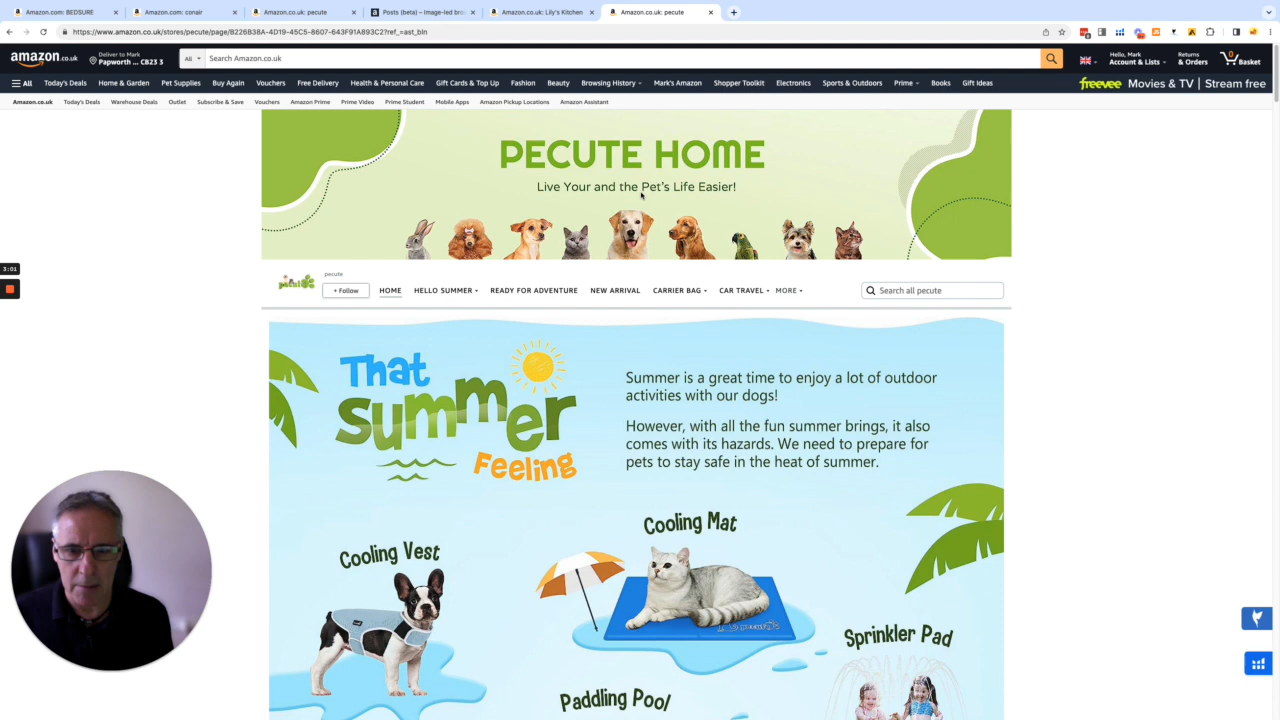 Amazon.com: BEDSURE
Amazon.com: conair
Amazon.co.uk: pecute
Posts (beta) – Image-led bro
Amazon.co.uk: Lily's Kitchen
Amazon.co.uk: pecute
https://www.amazon.co.uk/stores/pecute/page/B226B38A-4D19-45C5-8607-643F91A893C2?ref_=ast_bln
amazon.co.uk
Deliver to Mark
Papworth ... CB23 3
All
Search Amazon.co.uk
Hello, Mark
Account & Lists
Returns
& Orders
0
Basket
All
Today's Deals
Home & Garden
Pet Supplies
Buy Again
Vouchers
Free Delivery
Health & Personal Care
Gift Cards & Top Up
Fashion
Beauty
Browsing History
Mark's Amazon
Shopper Toolkit
Electronics
Sports & Outdoors
Prime
Books
Gift Ideas
freevee Movies & TV | Stream free
Amazon.co.uk
Today's Deals
Warehouse Deals
Outlet
Subscribe & Save
Vouchers
Amazon Prime
Prime Video
Prime Student
Mobile Apps
Amazon Pickup Locations
Amazon Assistant
PECUTE HOME
Live Your and the Pet's Life Easier!
3:01
pecute
+ Follow
HOME
HELLO SUMMER
READY FOR ADVENTURE
NEW ARRIVAL
CARRIER BAG
CAR TRAVEL
MORE
Search all pecute
That
Summer
Feeling
Summer is a great time to enjoy a lot of outdoor
activities with our dogs!
However, with all the fun summer brings, it also
comes with its hazards. We need to prepare for
pets to stay safe in the heat of summer.
Cooling Mat
Cooling Vest
Sprinkler Pad
Paddling Pool